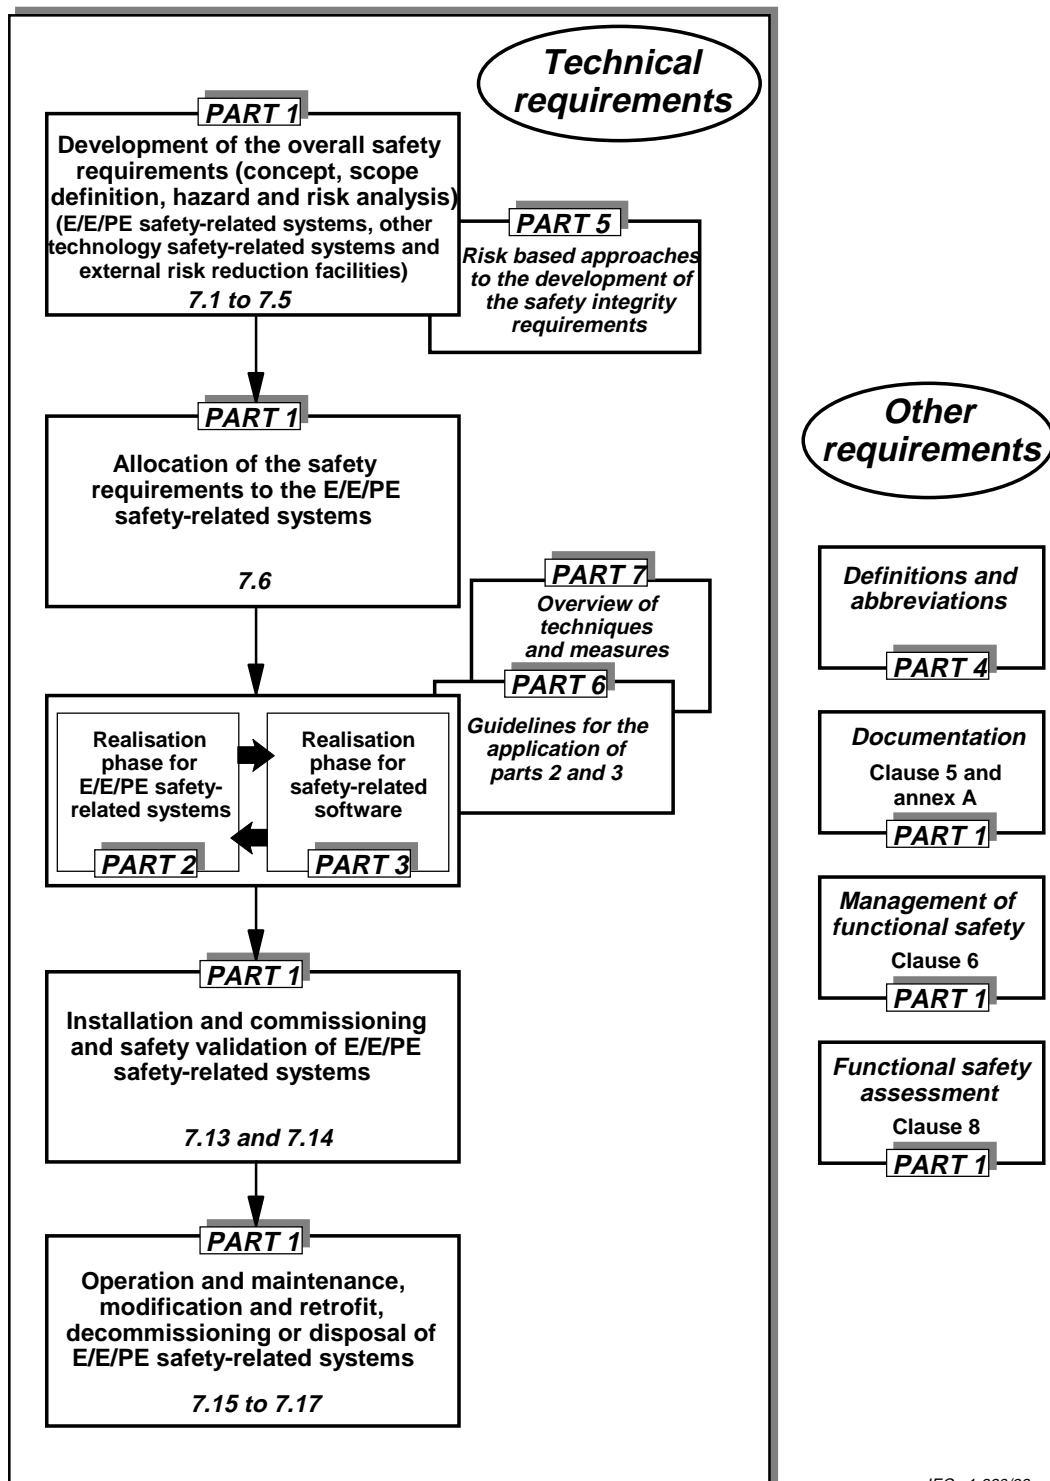 Technical
requirements
PART 1
Development of the overall safety
requirements (concept, scope
definition, hazard and risk analysis)
(E/E/PE safety-related systems, other
technology safety-related systems and
external risk reduction facilities)
7.1 to 7.5
PART 5
Risk based approaches
to the development of
the safety integrity
requirements
PART 1
Allocation of the safety
requirements to the E/E/PE
safety-related systems
7.6
PART 7
Overview of
techniques
and measures
PART 6
Guidelines for the
application of
parts 2 and 3
Realisation
phase for
E/E/PE safety-
related systems
PART 2
Realisation
phase for
safety-related
software
PART 3
PART 1
Installation and commissioning
and safety validation of E/E/PE
safety-related systems
7.13 and 7.14
PART 1
Operation and maintenance,
modification and retrofit,
decommissioning or disposal of
E/E/PE safety-related systems
7.15 to 7.17
Other
requirements
Definitions and
abbreviations
PART 4
Documentation
Clause 5 and
annex A
PART 1
Management of
functional safety
Clause 6
PART 1
Functional safety
assessment
Clause 8
PART 1